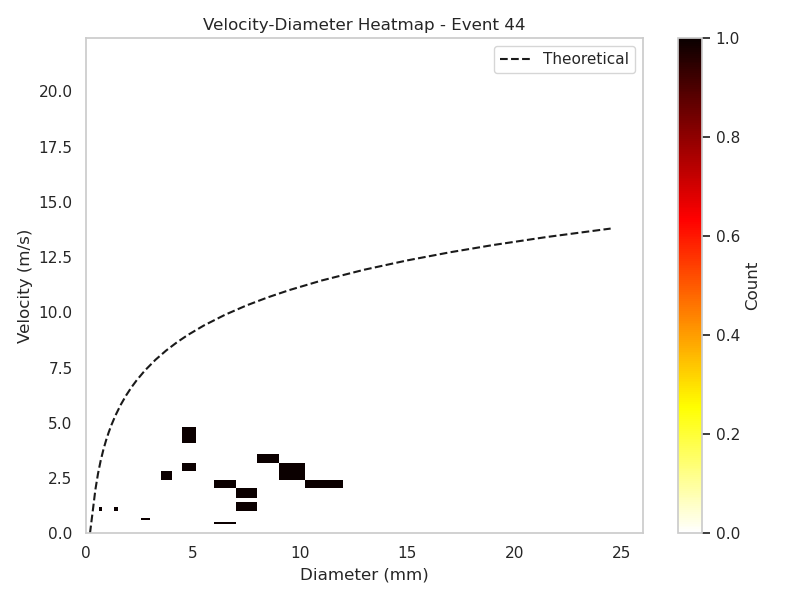 Velocity-Diameter Heatmap - Event 44
Theoretical
20.0
17.5
15.0
12.5
10.0
7.5
5.0
2.5
0.0
Velocity (m/s)
0 5 10 15 20 25
Diameter (mm)
1.0
0.8
0.6
0.4
0.2
0.0
Count